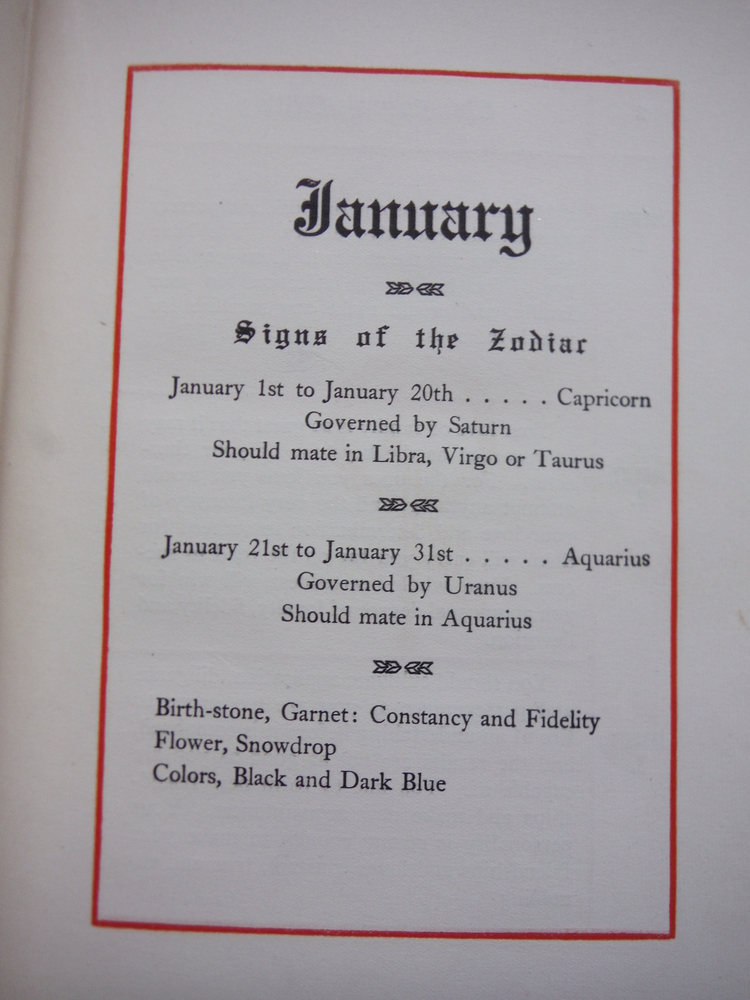 January
Signs of the Zodiac
January 1st to January 20th . . . . . Capricorn
Governed by Saturn
Should mate in Libra, Virgo or Taurus
January 21st to January 31st . . . . . Aquarius
Governed by Uranus
Should mate in Aquarius
Birth-stone, Garnet: Constancy and Fidelity
Flower, Snowdrop
Colors, Black and Dark Blue